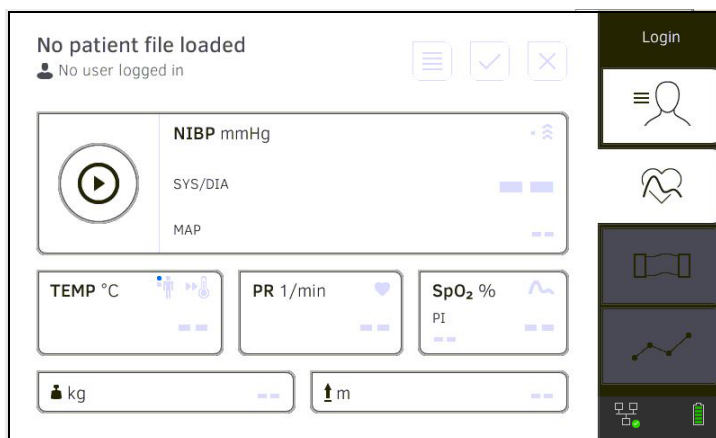 No patient file loaded
No user logged in
Login
NIBP mmHg
SYS/DIA
-- --
MAP
--
TEMP °C
--
PR 1/min
--
SpO₂ %
PI
--
--
kg
--
m
--